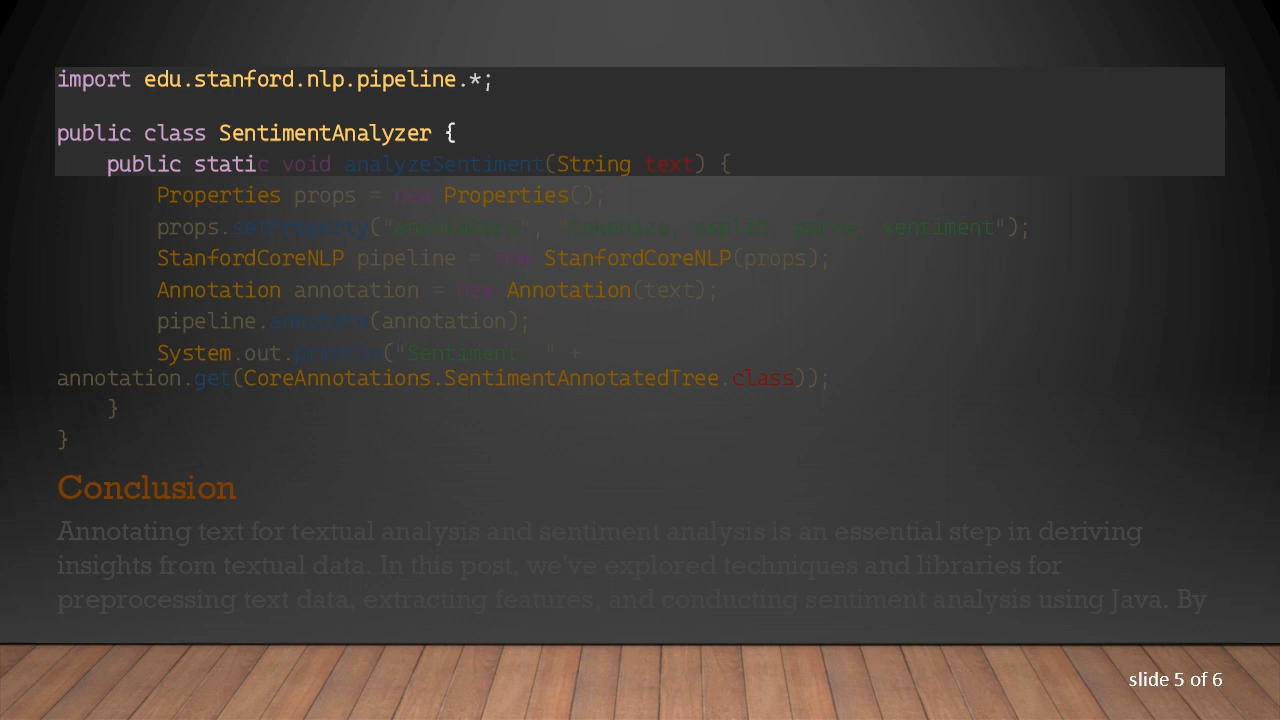 import edu.stanford.nlp.pipeline.*;
public class SentimentAnalyzer {
public static void analyzeSentiment(String text) {
Properties props = new Properties();
props.setProperty("annotators", "tokenize, ssplit, parse, sentiment");
StanfordCoreNLP pipeline = new StanfordCoreNLP(props);
Annotation annotation = new Annotation(text);
pipeline.annotate(annotation);
System.out.println("Sentiment: " +
annotation.get(CoreAnnotations.SentimentAnnotatedTree.class));
}
}
Conclusion
Annotating text for textual analysis and sentiment analysis is an essential step in deriving
insights from textual data. In this post, we've explored techniques and libraries for
preprocessing text data, extracting features, and conducting sentiment analysis using Java. By
slide 5 of 6